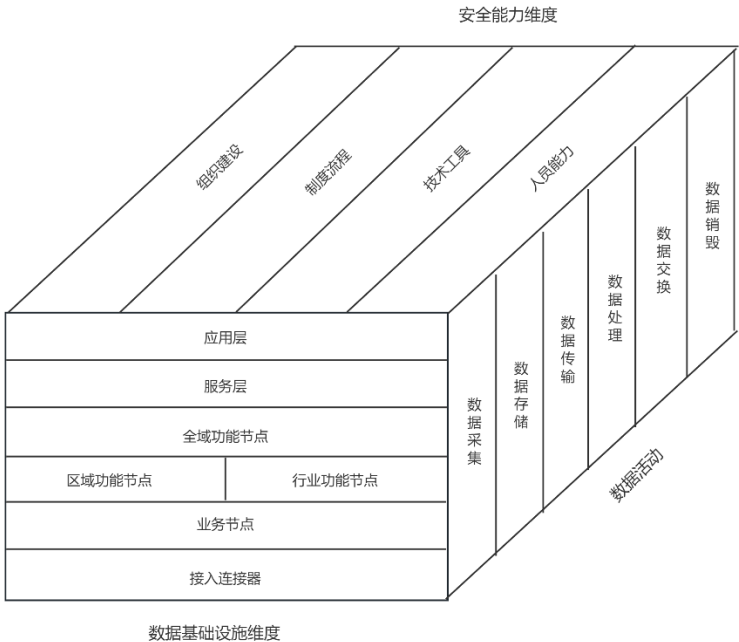 安全能力维度
组织建设
制度流程
技术工具
人员能力
应用层
服务层
全域功能节点
区域功能节点
行业功能节点
业务节点
接入连接器
数据采集
数据存储
数据传输
数据处理
数据交换
数据销毁
数据活动
数据基础设施维度